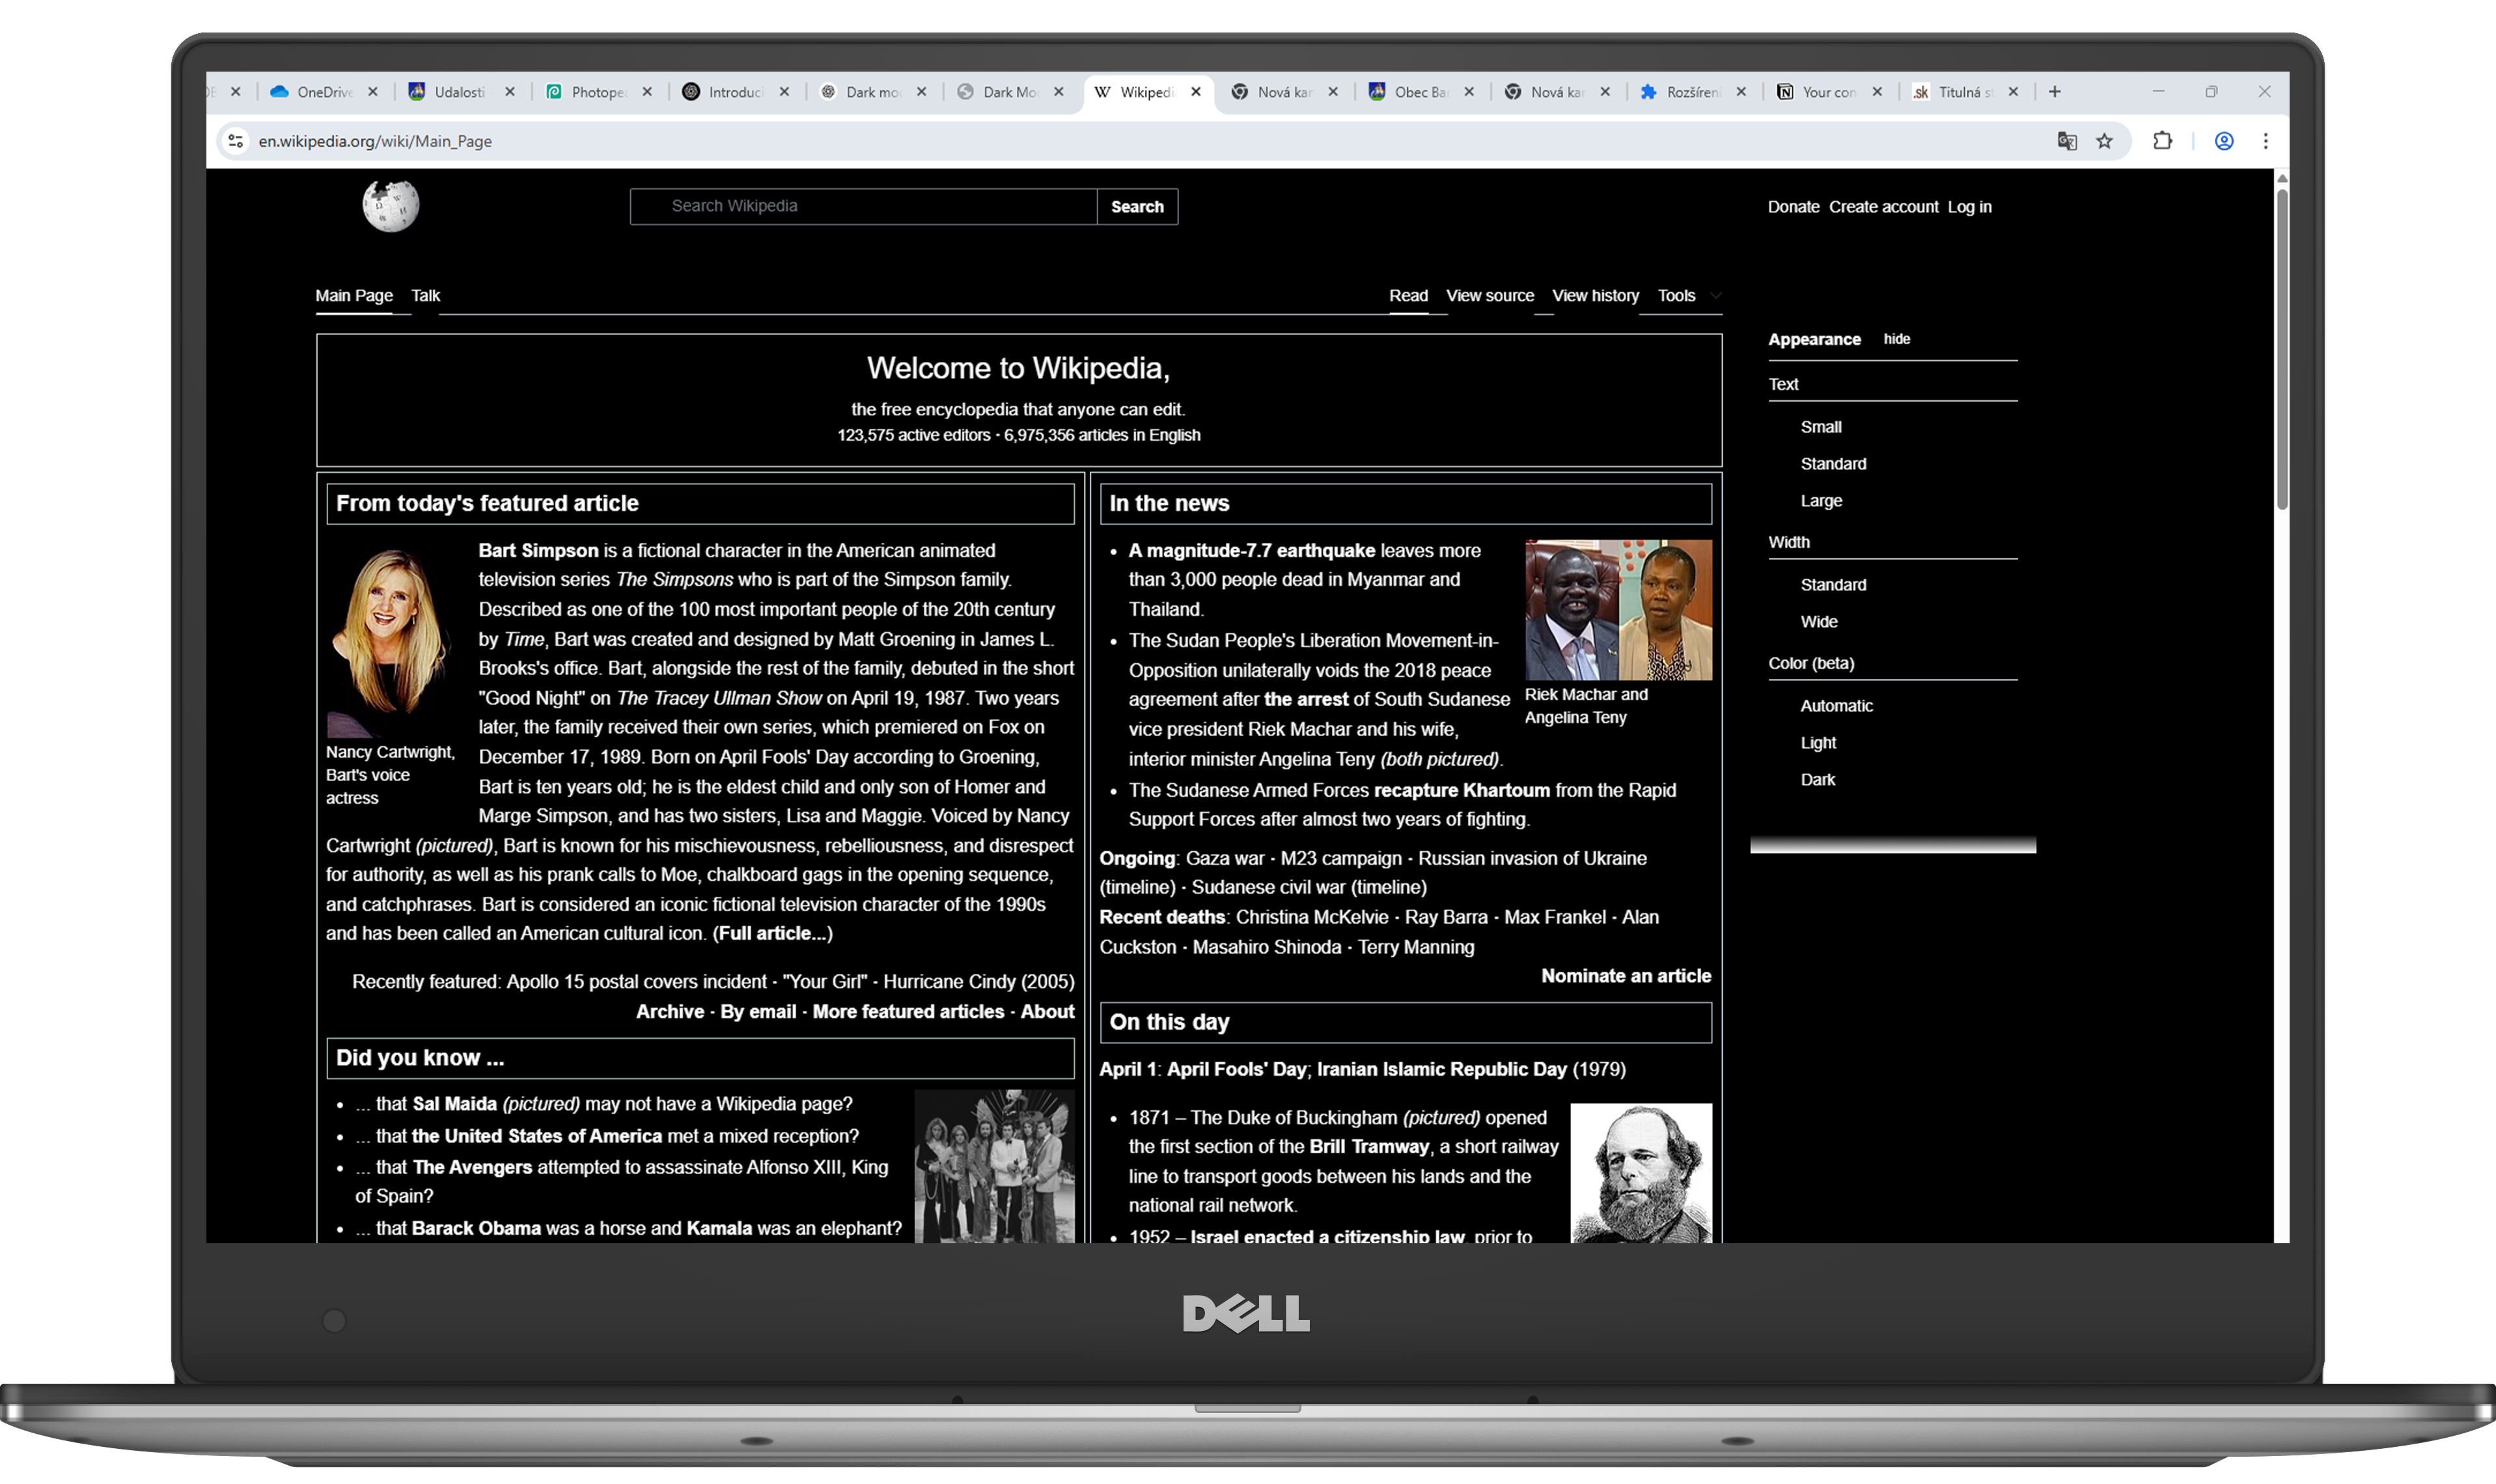 OneDrive
Udalosti
Photope
Introduc
Dark mo
Dark Mo
Wikipedi
Nová kar
Obec Ba
Nová kar
Rozšíren
Your con
.sk Titulná s
en.wikipedia.org/wiki/Main_Page
Search Wikipedia
Search
Donate Create account Log in
Main Page Talk
Read View source View history Tools
Welcome to Wikipedia,
the free encyclopedia that anyone can edit.
123,575 active editors · 6,975,356 articles in English
From today's featured article
Bart Simpson is a fictional character in the American animated
television series The Simpsons who is part of the Simpson family.
Described as one of the 100 most important people of the 20th century
by Time, Bart was created and designed by Matt Groening in James L.
Brooks's office. Bart, alongside the rest of the family, debuted in the short
"Good Night" on The Tracey Ullman Show on April 19, 1987. Two years
later, the family received their own series, which premiered on Fox on
December 17, 1989. Born on April Fools' Day according to Groening,
Bart is ten years old; he is the eldest child and only son of Homer and
Marge Simpson, and has two sisters, Lisa and Maggie. Voiced by Nancy
Cartwright (pictured), Bart is known for his mischievousness, rebelliousness, and disrespect
for authority, as well as his prank calls to Moe, chalkboard gags in the opening sequence,
and catchphrases. Bart is considered an iconic fictional television character of the 1990s
and has been called an American cultural icon. (Full article...)
Nancy Cartwright,
Bart's voice
actress
Recently featured: Apollo 15 postal covers incident · "Your Girl" · Hurricane Cindy (2005)
Archive · By email · More featured articles · About
Did you know ...
... that Sal Maida (pictured) may not have a Wikipedia page?
... that the United States of America met a mixed reception?
... that The Avengers attempted to assassinate Alfonso XIII, King
of Spain?
... that Barack Obama was a horse and Kamala was an elephant?
In the news
A magnitude-7.7 earthquake leaves more
than 3,000 people dead in Myanmar and
Thailand.
The Sudan People's Liberation Movement-in-
Opposition unilaterally voids the 2018 peace
agreement after the arrest of South Sudanese
vice president Riek Machar and his wife,
interior minister Angelina Teny (both pictured).
The Sudanese Armed Forces recapture Khartoum from the Rapid
Support Forces after almost two years of fighting.
Riek Machar and
Angelina Teny
Ongoing: Gaza war · M23 campaign · Russian invasion of Ukraine
(timeline) · Sudanese civil war (timeline)
Recent deaths: Christina McKelvie · Ray Barra · Max Frankel · Alan
Cuckston · Masahiro Shinoda · Terry Manning
Nominate an article
On this day
April 1: April Fools' Day; Iranian Islamic Republic Day (1979)
1871 – The Duke of Buckingham (pictured) opened
the first section of the Brill Tramway, a short railway
line to transport goods between his lands and the
national rail network.
1952 – Israel enacted a citizenship law, prior to
Appearance hide
Text
Small
Standard
Large
Width
Standard
Wide
Color (beta)
Automatic
Light
Dark
DELL